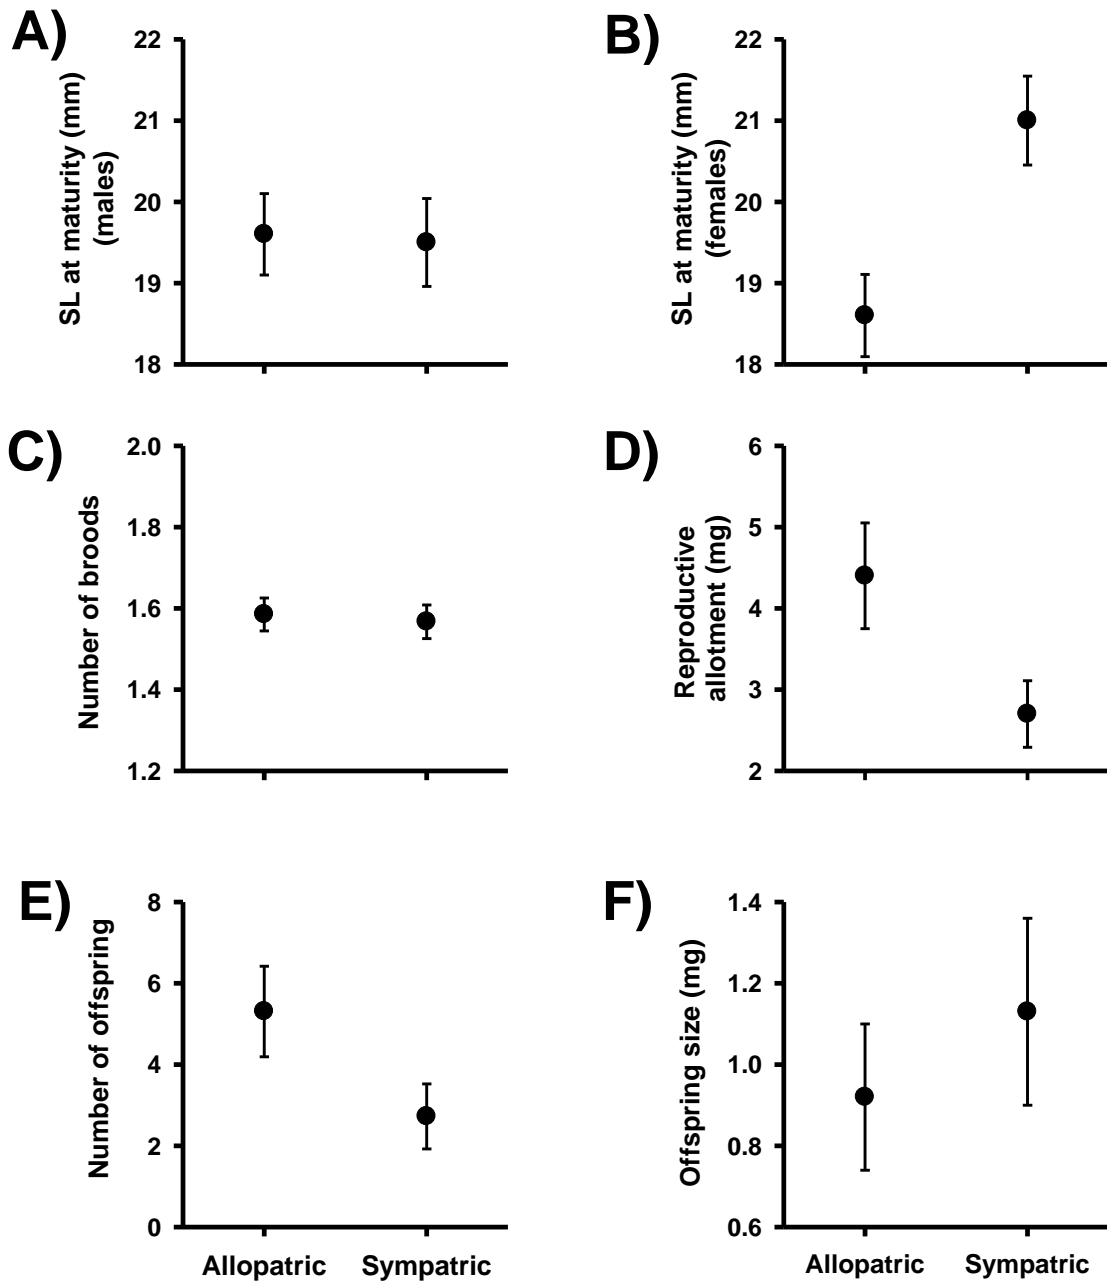 A)
SL at maturity (mm)
(males)
22
21
20
19
18
B)
SL at maturity (mm)
(females)
22
21
20
19
18
C)
Number of broods
2.0
1.8
1.6
1.4
1.2
D)
Reproductive
allotment (mg)
6
5
4
3
2
E)
Number of offspring
8
6
4
2
0
Allopatric Sympatric
F)
Offspring size (mg)
1.4
1.2
1.0
0.8
0.6
Allopatric Sympatric